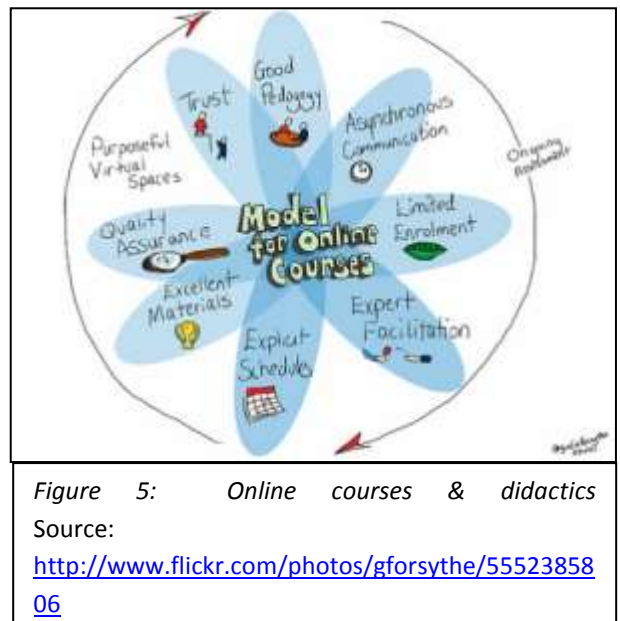 Trust
Good
Pedagogy
Asynchronous
Communication
Purposeful
Virtual
Spaces
Ongoing
Assessment
Quality
Assurance
Model
for Online
Courses
Limited
Enrolment
Excellent
Materials
Expert
Facilitation
Explicit
Schedules
Figure 5: Online courses & didactics
Source:
http://www.flickr.com/photos/gforsythe/55523858
06